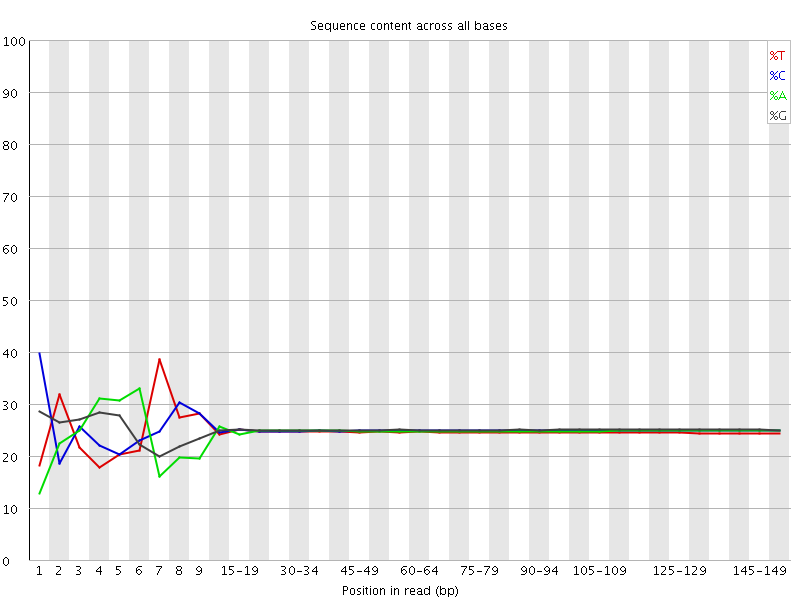 Sequence content across all bases
100
90
80
70
60
50
40
30
20
10
0
%T
%C
%A
%G
1 2 3 4 5 6 7 8 9 15-19 30-34 45-49 60-64 75-79 90-94 105-109 125-129 145-149
Position in read (bp)